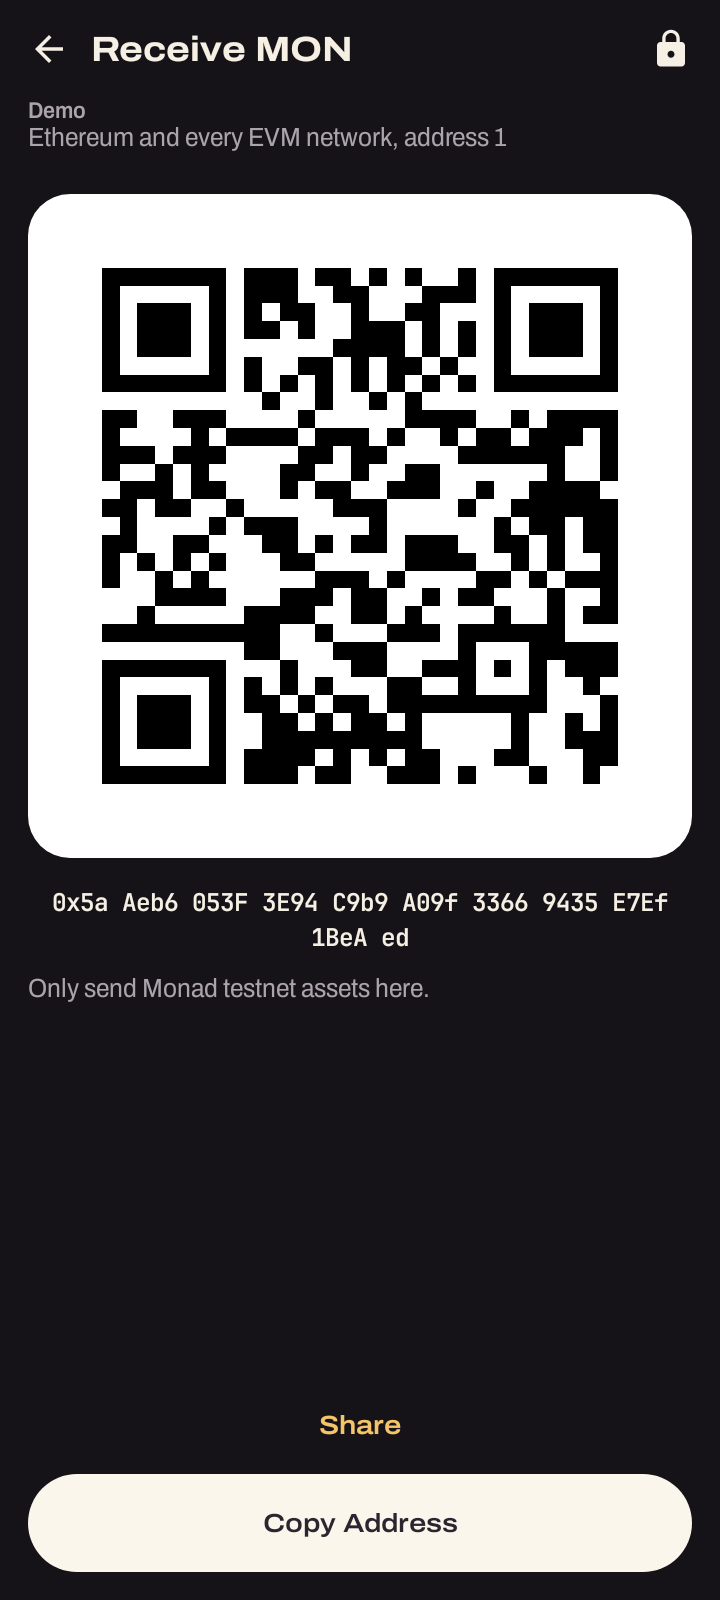 Receive MON
Demo
Ethereum and every EVM network, address 1
0x5a Aeb6 053F 3E94 C9b9 A09f 3366 9435 E7Ef
1BeA ed
Only send Monad testnet assets here.
Share
Copy Address